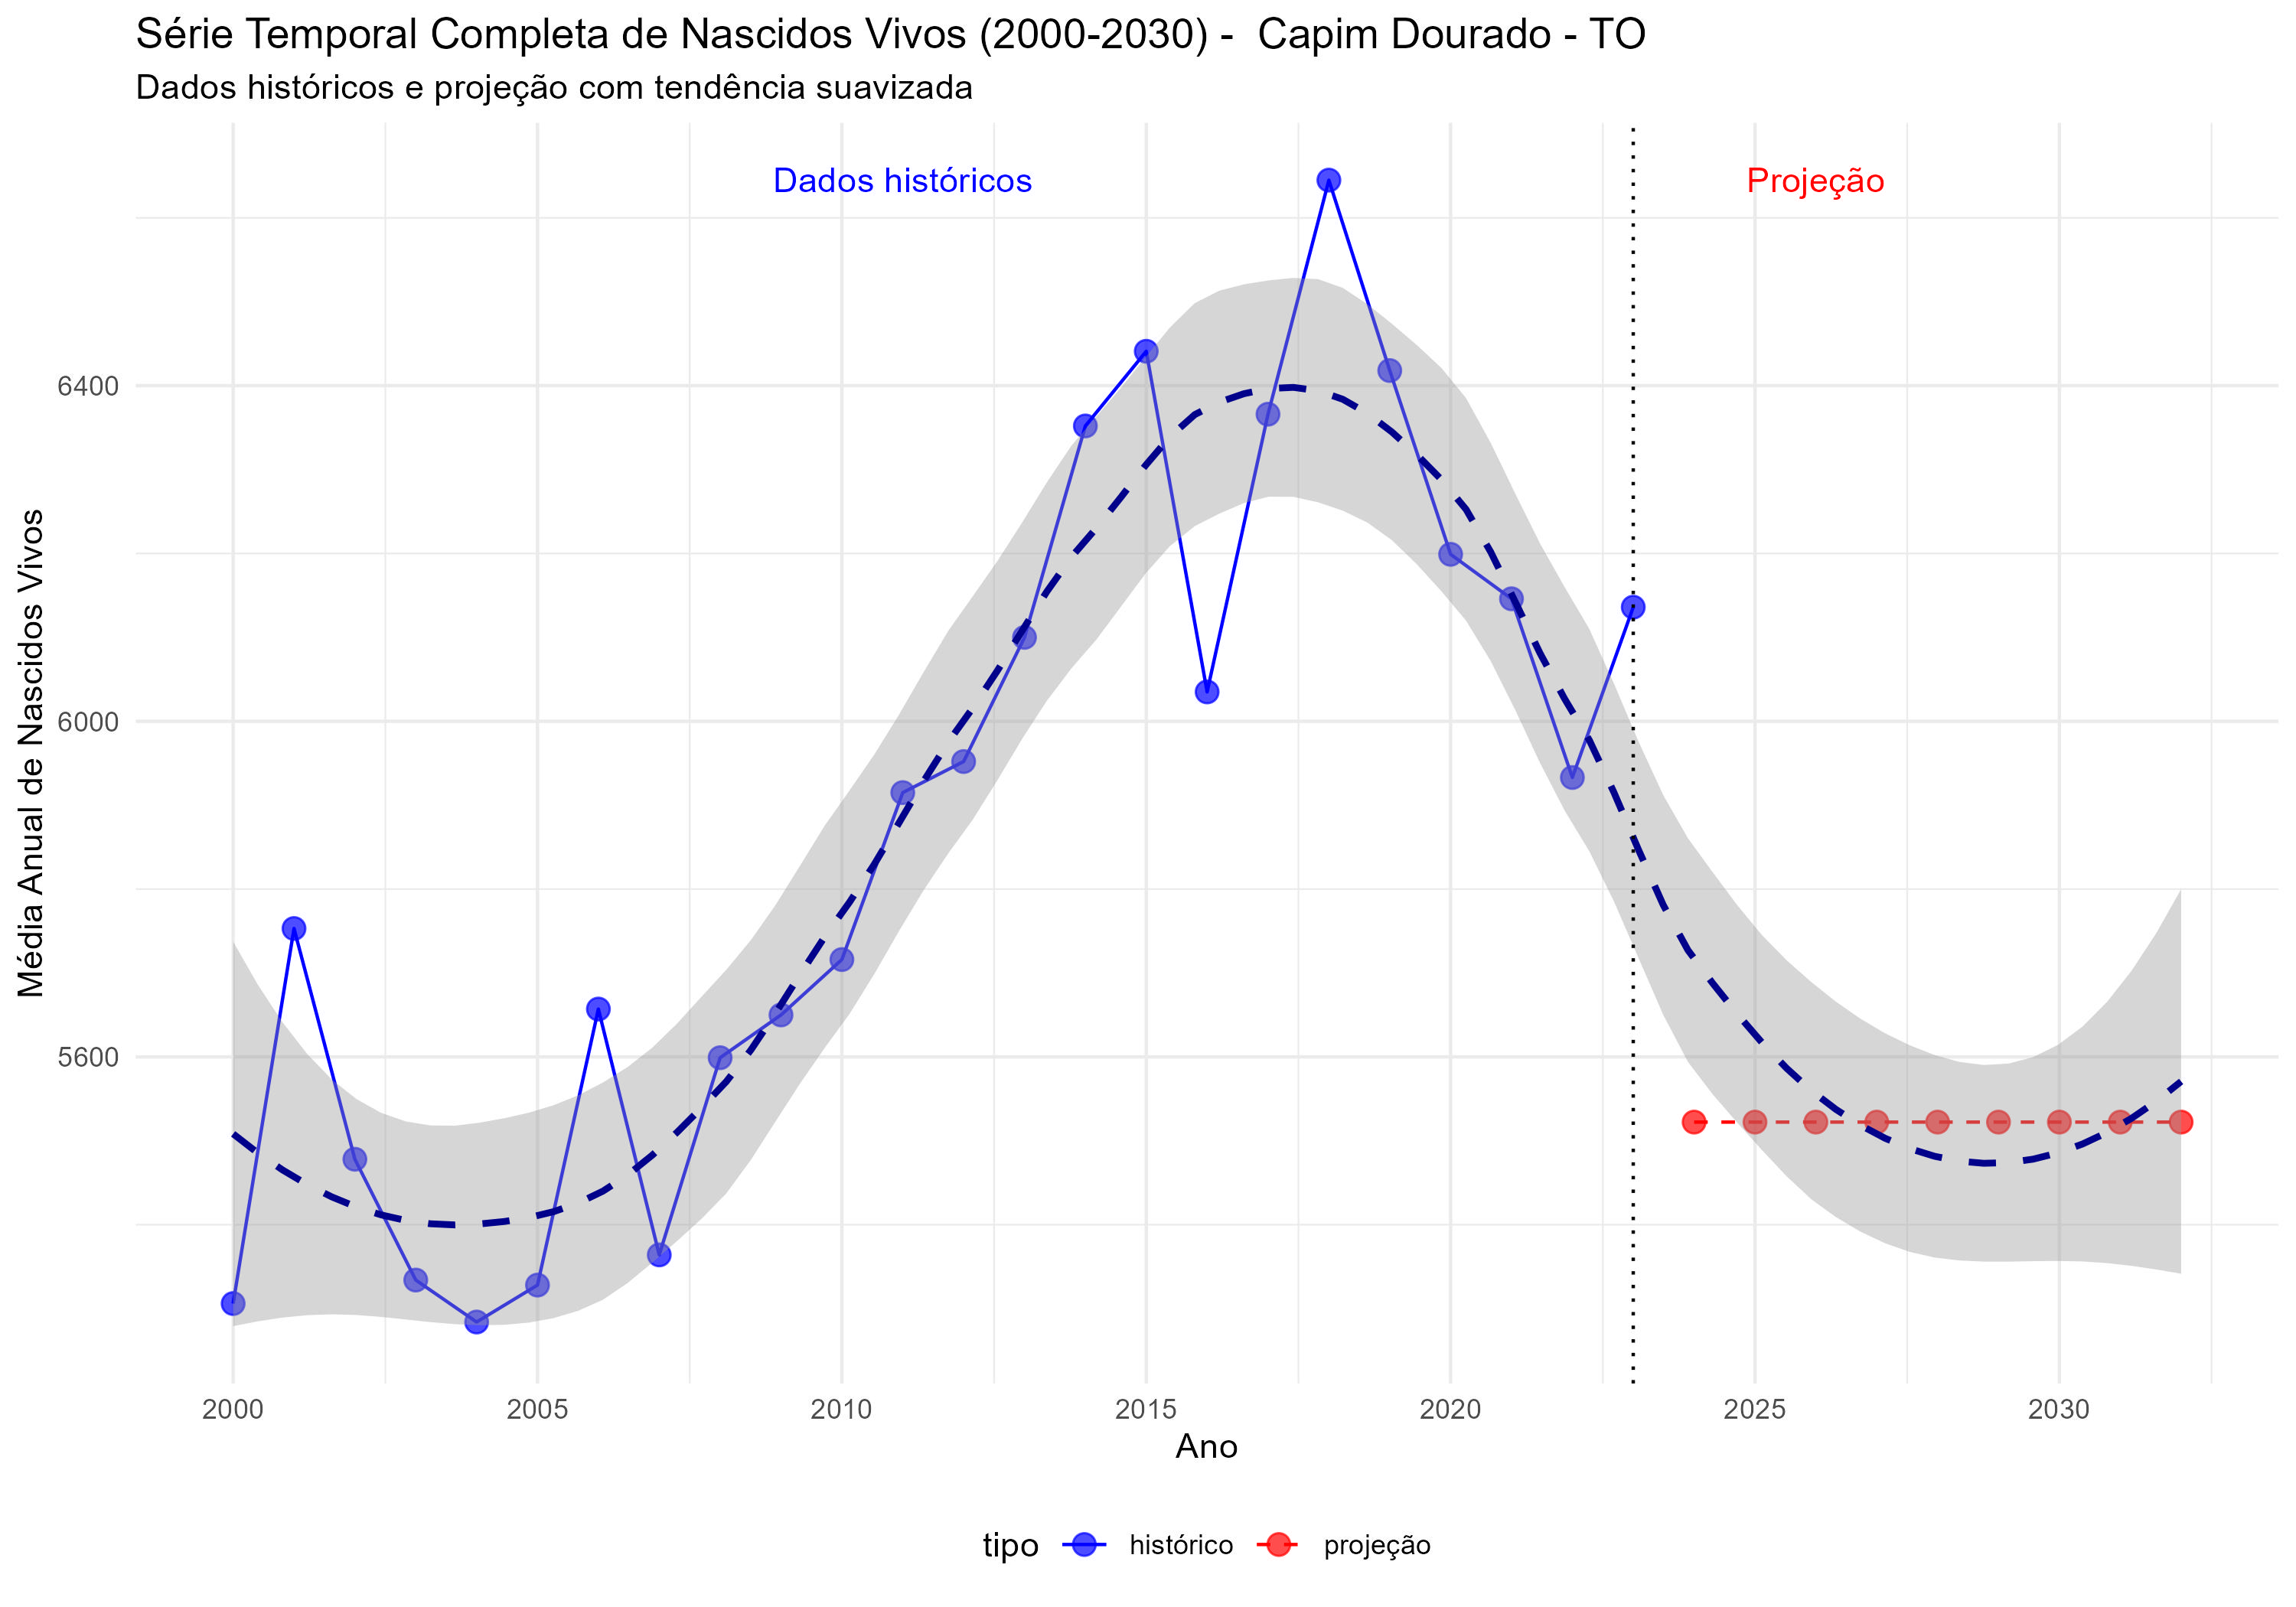 Série Temporal Completa de Nascidos Vivos (2000-2030) -  Capim Dourado - TO
Dados históricos e projeção com tendência suavizada
Dados históricos
Projeção
Média Anual de Nascidos Vivos
6400
6000
5600
2000
2005
2010
2015
2020
2025
2030
Ano
tipo
histórico
projeção